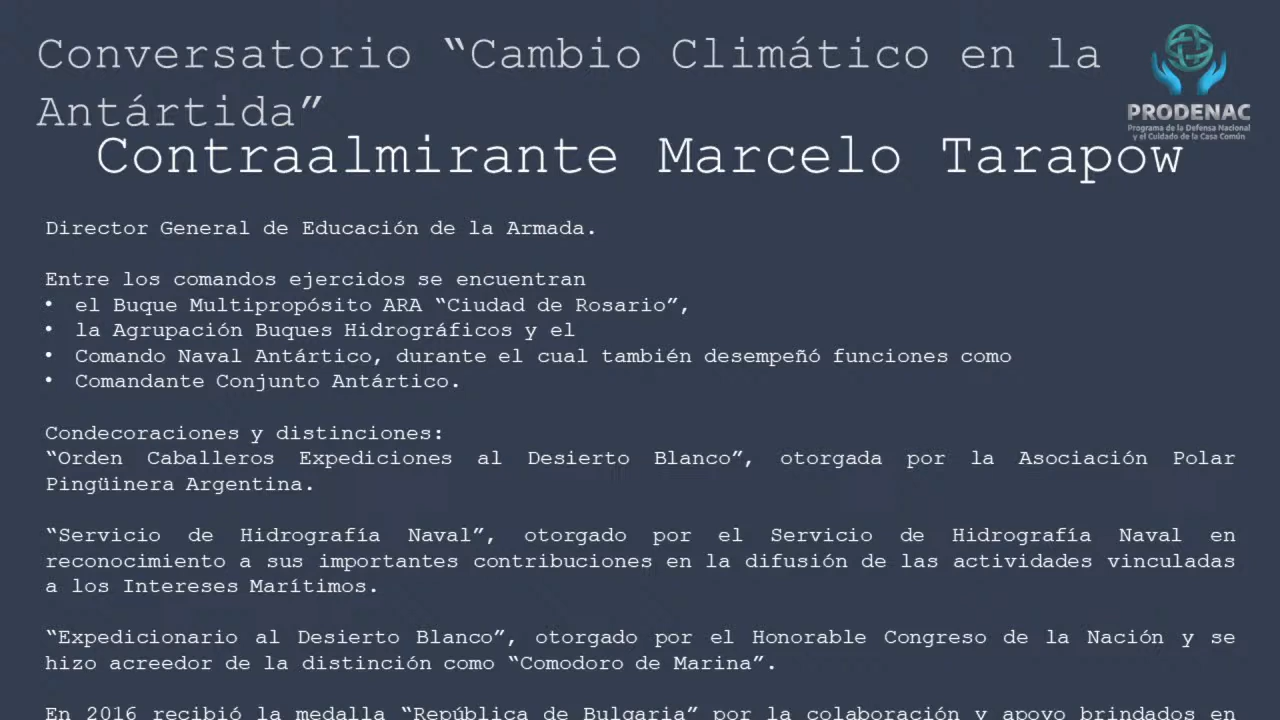 Conversatorio “Cambio Climático en la
Antártida”
PRODENAC
Programa de la Defensa Nacional
y el Cuidado de la Casa Común
Contraalmirante Marcelo Tarapow
Director General de Educación de la Armada.
Entre los comandos ejercidos se encuentran
• el Buque Multipropósito ARA “Ciudad de Rosario”,
• la Agrupación Buques Hidrográficos y el
• Comando Naval Antártico, durante el cual también desempeñó funciones como
• Comandante Conjunto Antártico.
Condecoraciones y distinciones:
“Orden Caballeros Expediciones al Desierto Blanco”, otorgada por la Asociación Polar
Pingüinera Argentina.
“Servicio de Hidrografía Naval”, otorgado por el Servicio de Hidrografía Naval en
reconocimiento a sus importantes contribuciones en la difusión de las actividades vinculadas
a los Intereses Marítimos.
“Expedicionario al Desierto Blanco”, otorgado por el Honorable Congreso de la Nación y se
hizo acreedor de la distinción como “Comodoro de Marina”.
En 2016 recibió la medalla “República de Bulgaria” por la colaboración y apoyo brindados en